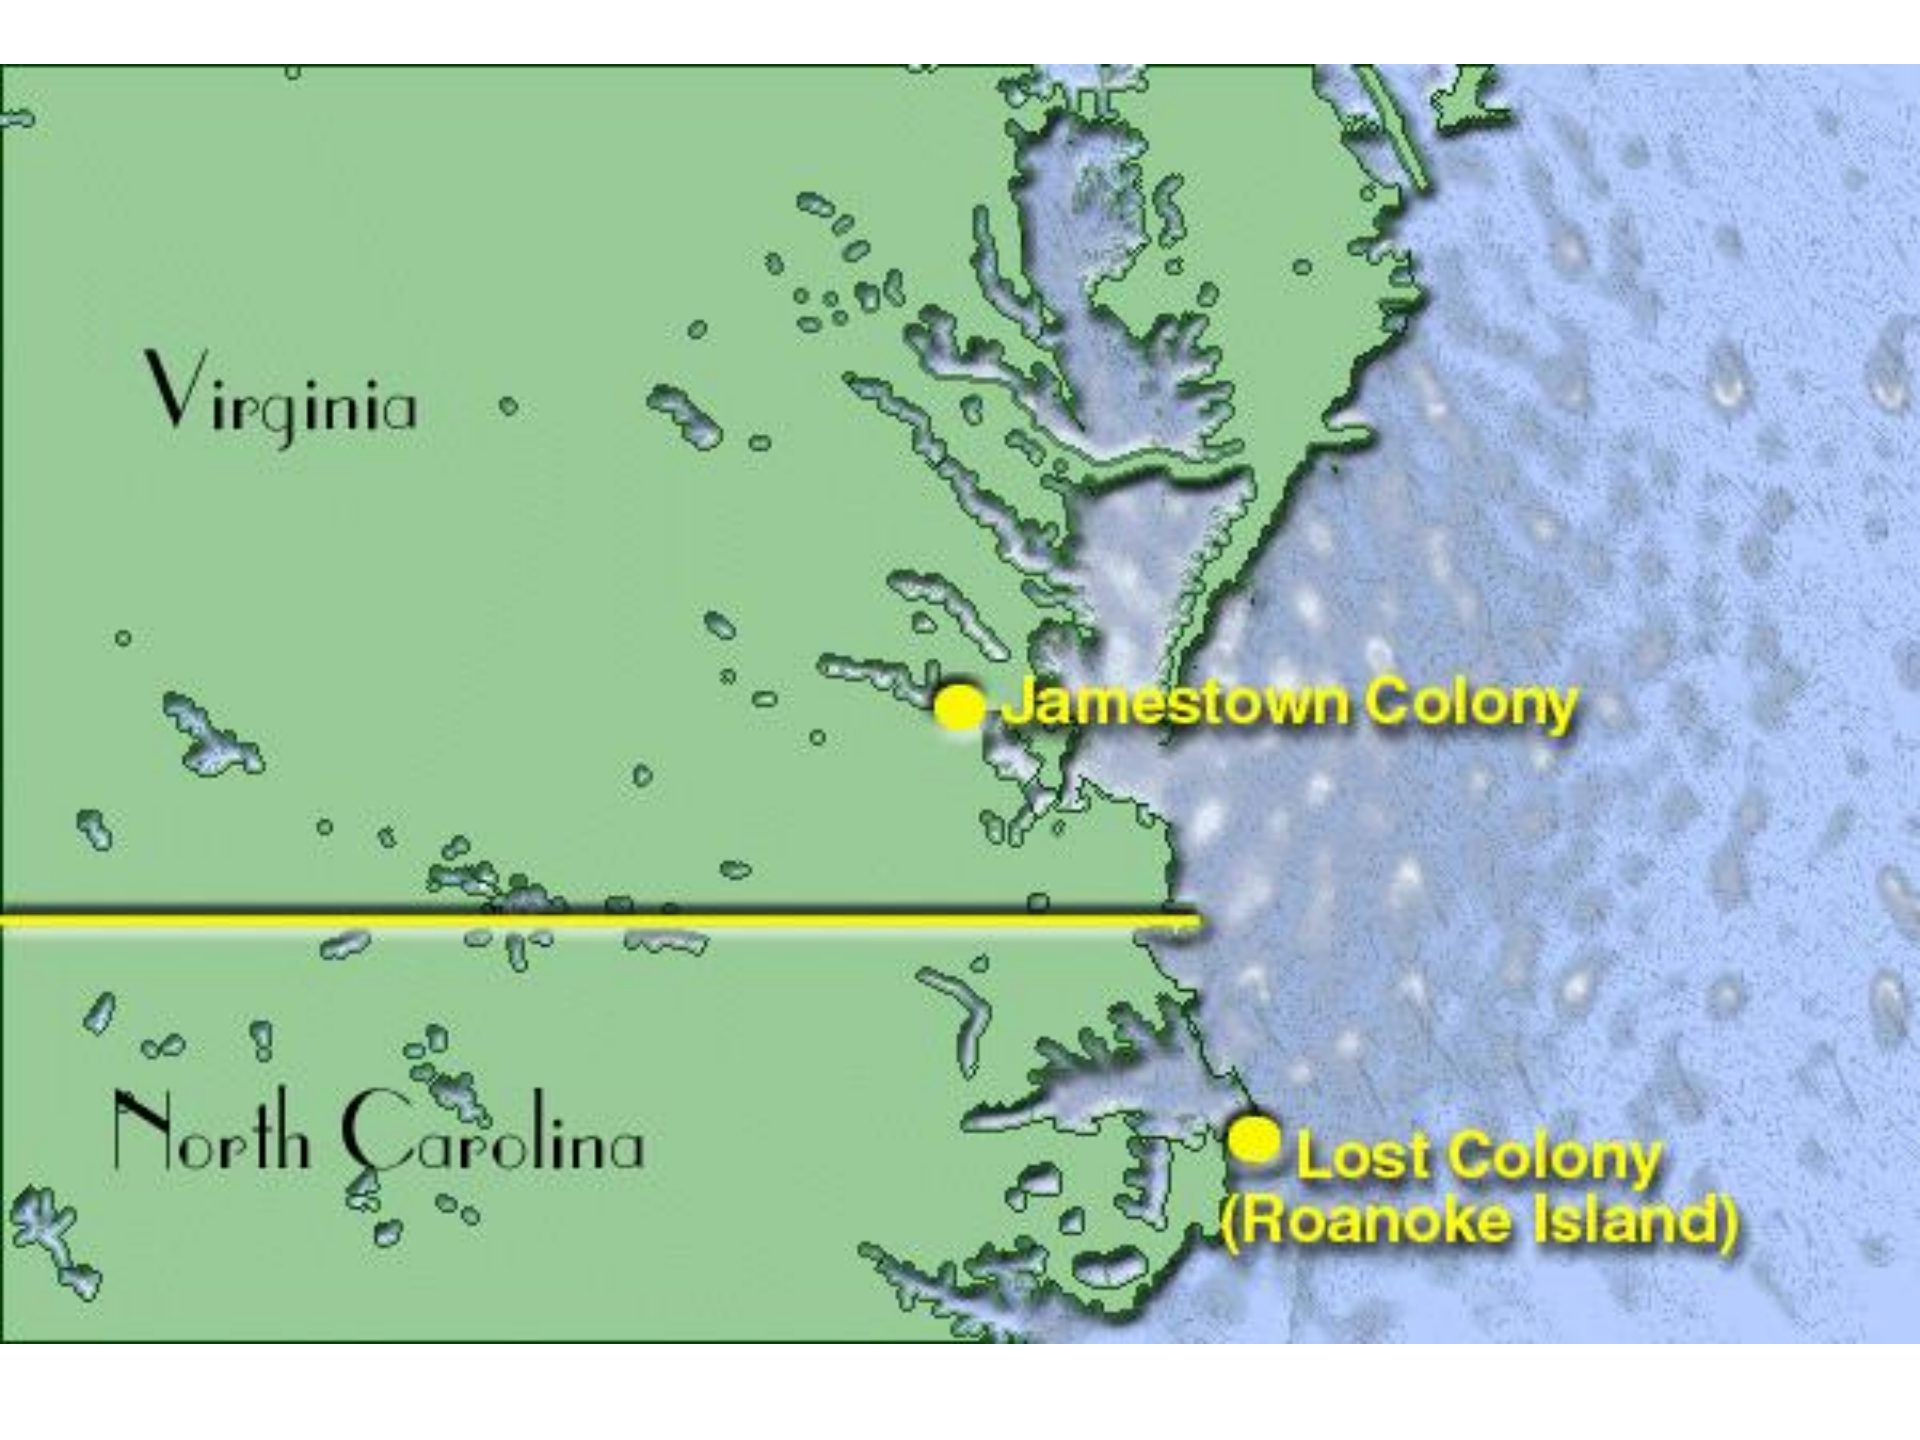 Virginia
Jamestown Colony
North Carolina
Lost Colony
(Roanoke Island)